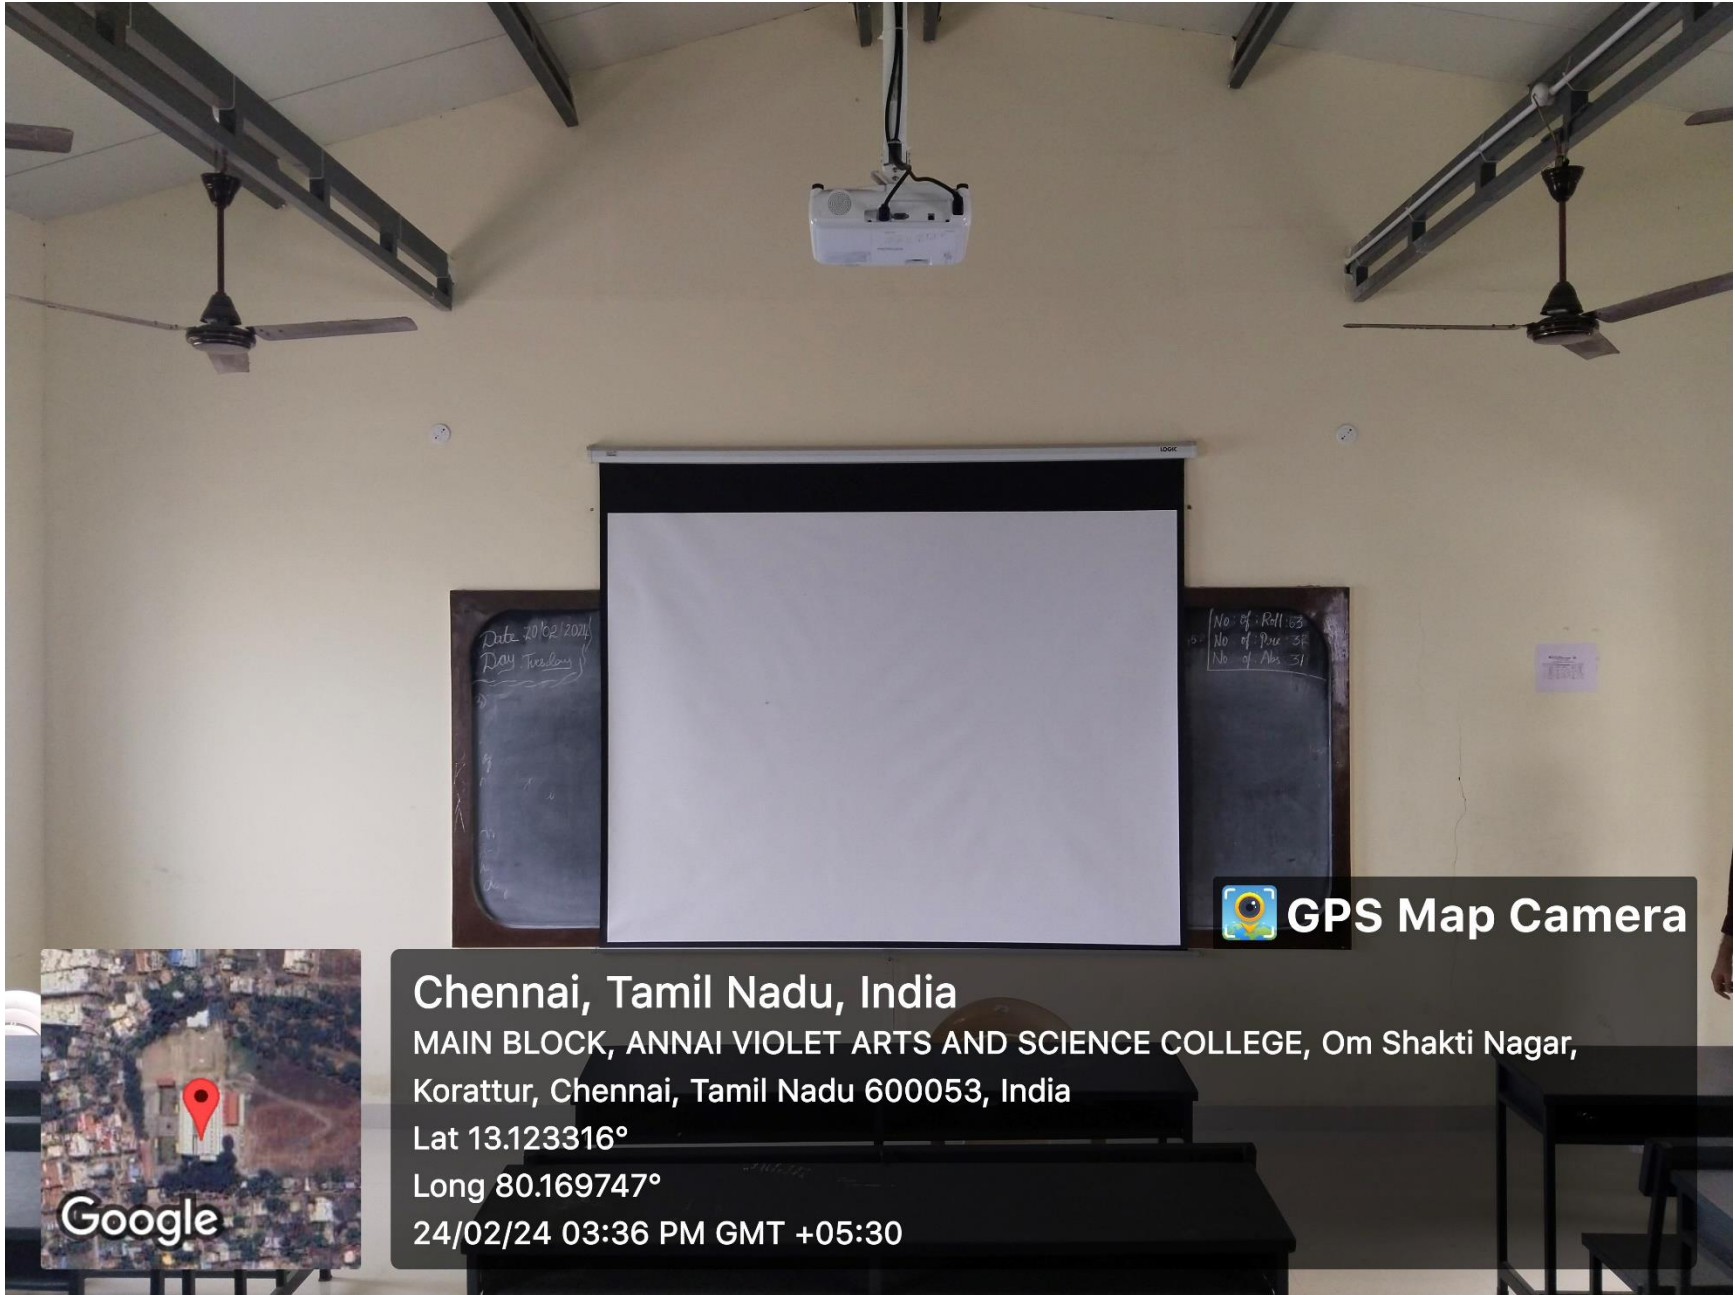 LOGIC
Date 20/02/2024
Day Tuesday
No of Roll: 63
No of Pre
No of Abs 31
GPS Map Camera
Chennai, Tamil Nadu, India
MAIN BLOCK, ANNAI VIOLET ARTS AND SCIENCE COLLEGE, Om Shakti Nagar,
Korattur, Chennai, Tamil Nadu 600053, India
Lat 13.123316°
Long 80.169747°
24/02/24 03:36 PM GMT +05:30
Google